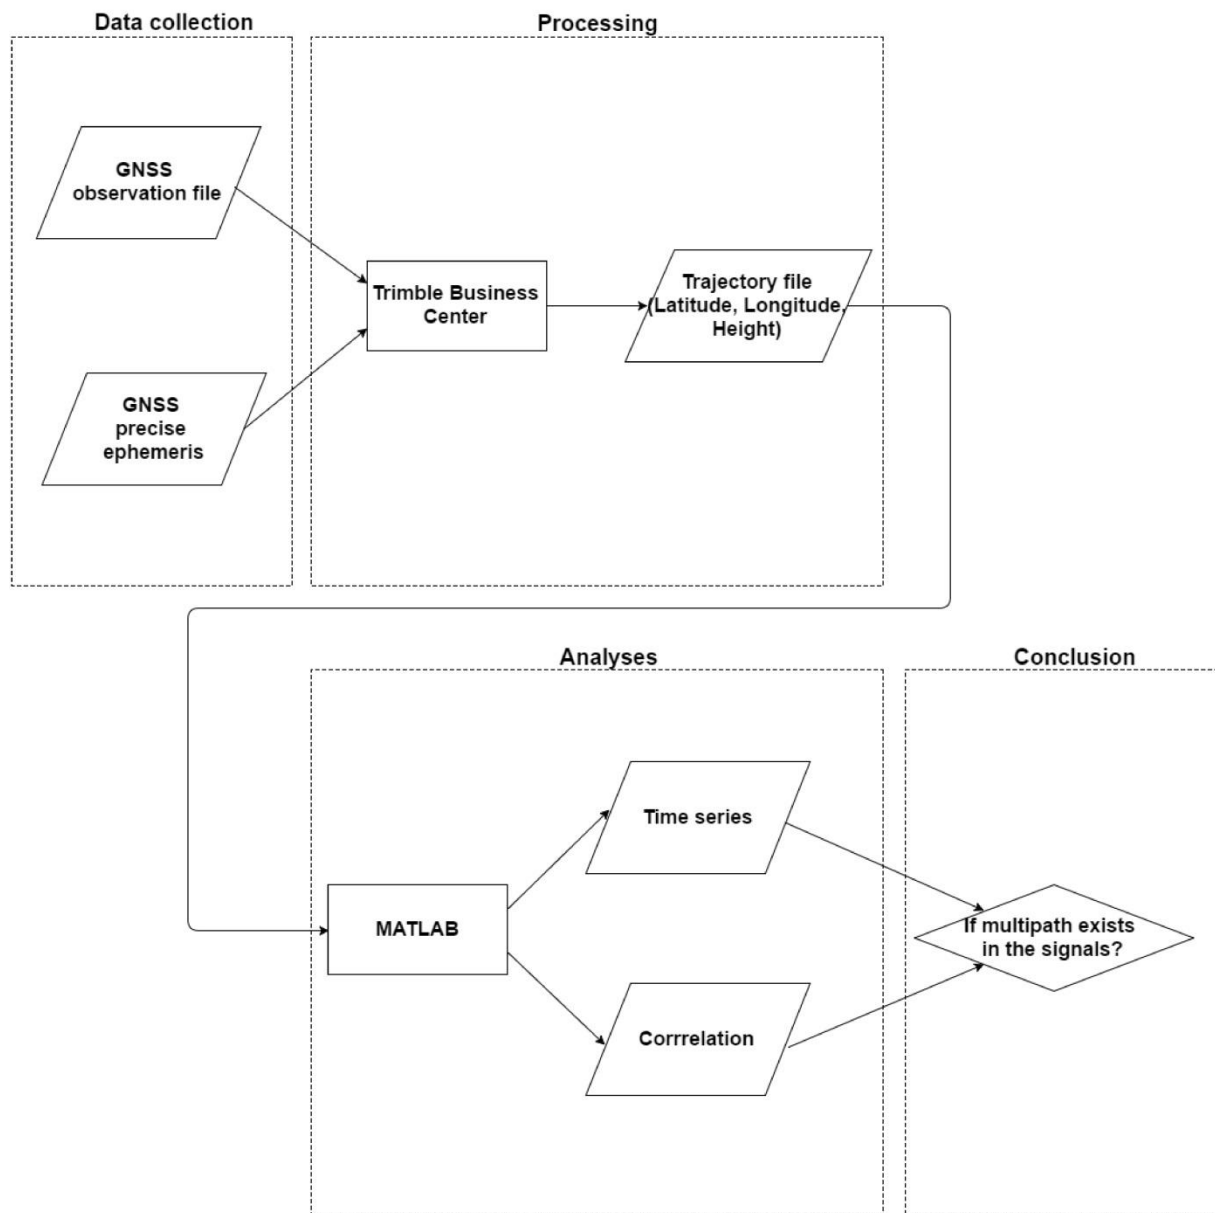 Data collection
Processing
GNSS
observation file
GNSS
precise
ephemeris
Trimble Business
Center
Trajectory file
(Latitude, Longitude,
Height)
Analyses
Conclusion
MATLAB
Time series
Corrrelation
If multipath exists
in the signals?